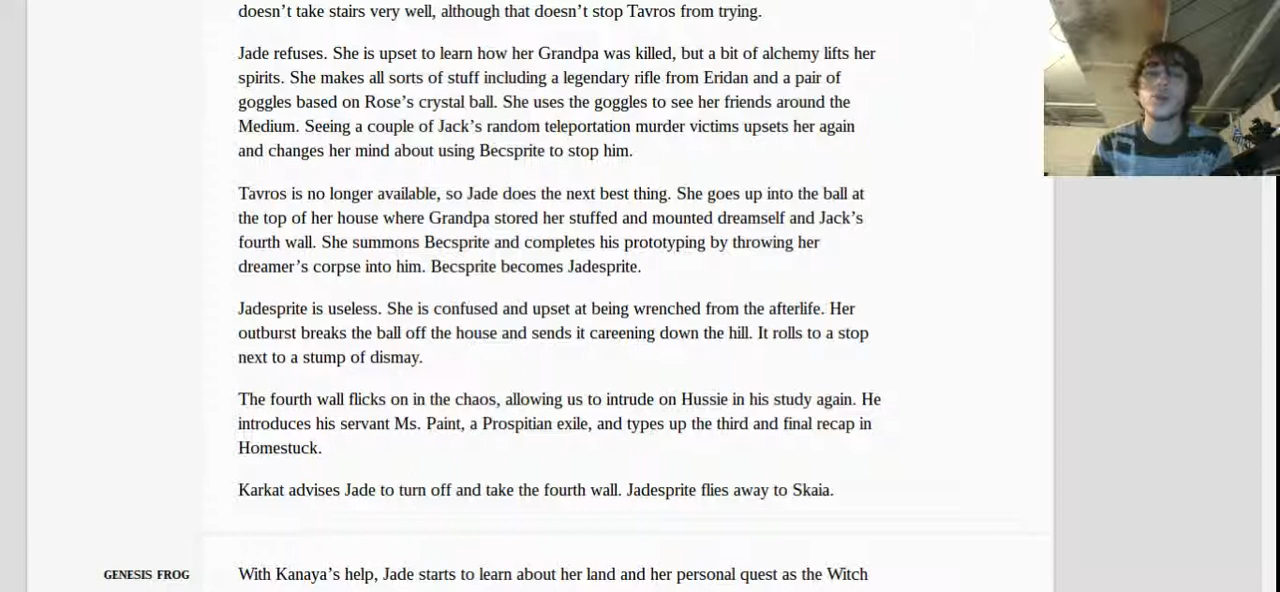 doesn’t take stairs very well, although that doesn’t stop Tavros from trying.
Jade refuses. She is upset to learn how her Grandpa was killed, but a bit of alchemy lifts her
spirits. She makes all sorts of stuff including a legendary rifle from Eridan and a pair of
goggles based on Rose’s crystal ball. She uses the goggles to see her friends around the
Medium. Seeing a couple of Jack’s random teleportation murder victims upsets her again
and changes her mind about using Becsprite to stop him.
Tavros is no longer available, so Jade does the next best thing. She goes up into the ball at
the top of her house where Grandpa stored her stuffed and mounted dreamself and Jack’s
fourth wall. She summons Becsprite and completes his prototyping by throwing her
dreamer’s corpse into him. Becsprite becomes Jadesprite.
Jadesprite is useless. She is confused and upset at being wrenched from the afterlife. Her
outburst breaks the ball off the house and sends it careening down the hill. It rolls to a stop
next to a stump of dismay.
The fourth wall flicks on in the chaos, allowing us to intrude on Hussie in his study again. He
introduces his servant Ms. Paint, a Prospitian exile, and types up the third and final recap in
Homestuck.
Karkat advises Jade to turn off and take the fourth wall. Jadesprite flies away to Skaia.
GENESIS FROG
With Kanaya’s help, Jade starts to learn about her land and her personal quest as the Witch